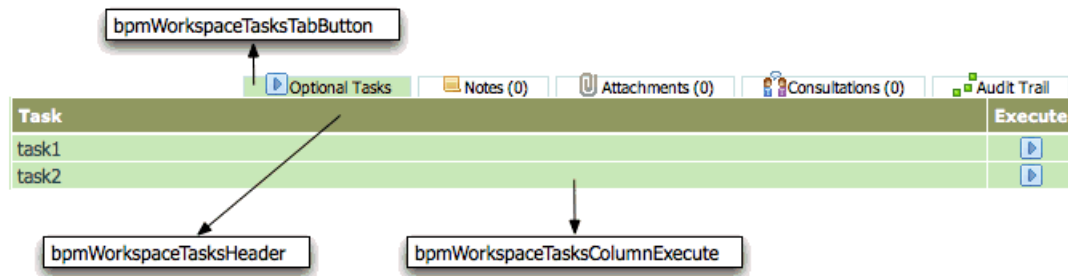 bpmWorkspaceTasksTabButton
Optional Tasks Notes (0) Attachments (0) Consultations (0) Audit Trail
Task Execute
task1
task2
bpmWorkspaceTasksHeader bpmWorkspaceTasksColumnExecute